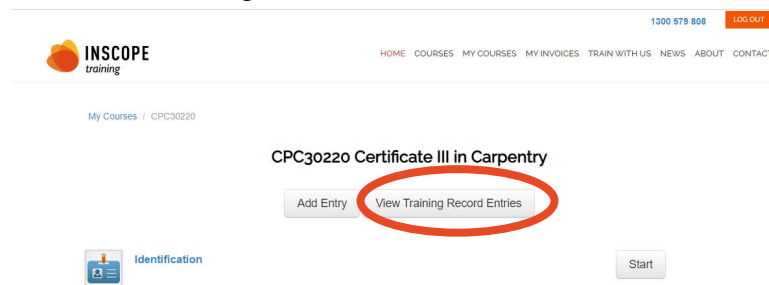 1300 579 808 LOG OUT
INSCOPE
training
HOME COURSES MY COURSES MY INVOICES TRAIN WITH US NEWS ABOUT CONTACT
My Courses / CPC30220
CPC30220 Certificate III in Carpentry
Add Entry View Training Record Entries
Identification
Start